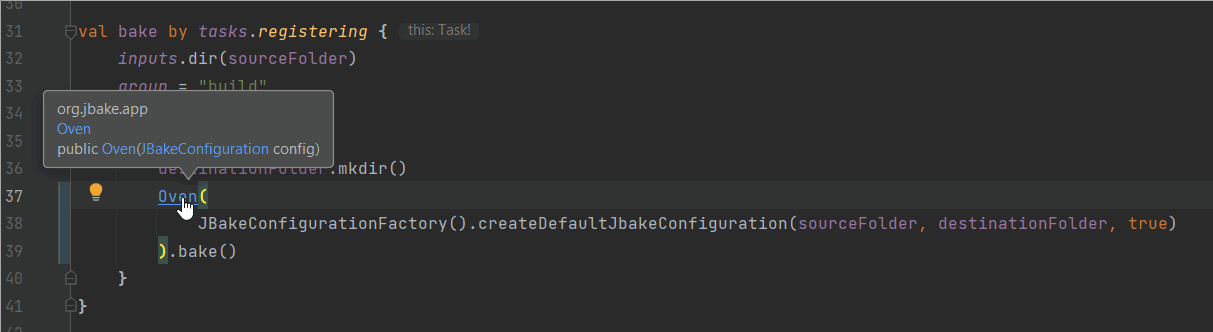 30
31 val bake by tasks.registering { this: Task!
32 inputs.dir(sourceFolder)
33 group = "build"
34
35
org.jbake.app
Oven
public Oven(JBakeConfiguration config)
36 destinationFolder.mkdir()
37 Oven(
38 JBakeConfigurationFactory().createDefaultJbakeConfiguration(sourceFolder, destinationFolder, true)
39 ).bake()
40 }
41 }